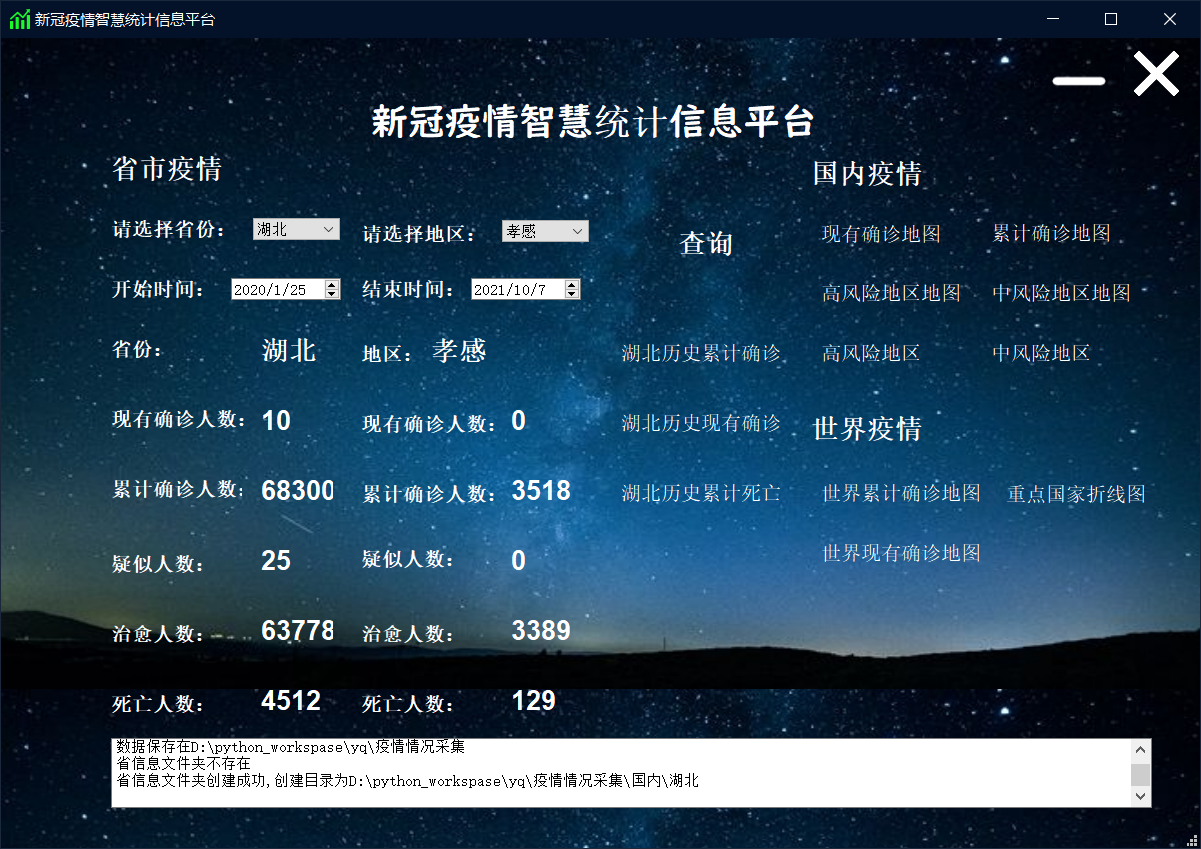 新冠疫情智慧统计信息平台
新冠疫情智慧统计信息平台
省市疫情
国内疫情
请选择省份： 湖北 请选择地区： 孝感 查询 现有确诊地图 累计确诊地图
开始时间： 2020/1/25 结束时间： 2021/10/7 高风险地区地图 中风险地区地图
省份： 湖北 地区： 孝感 湖北历史累计确诊 高风险地区 中风险地区
现有确诊人数： 10 现有确诊人数： 0 湖北历史现有确诊 世界疫情
累计确诊人数： 68300 累计确诊人数： 3518 湖北历史累计死亡 世界累计确诊地图 重点国家折线图
疑似人数： 25 疑似人数： 0 世界现有确诊地图
治愈人数： 63778 治愈人数： 3389
死亡人数： 4512 死亡人数： 129
数据保存在D:\python_workspase\yq\疫情情况采集
省信息文件夹不存在
省信息文件夹创建成功,创建目录为D:\python_workspase\yq\疫情情况采集\国内\湖北